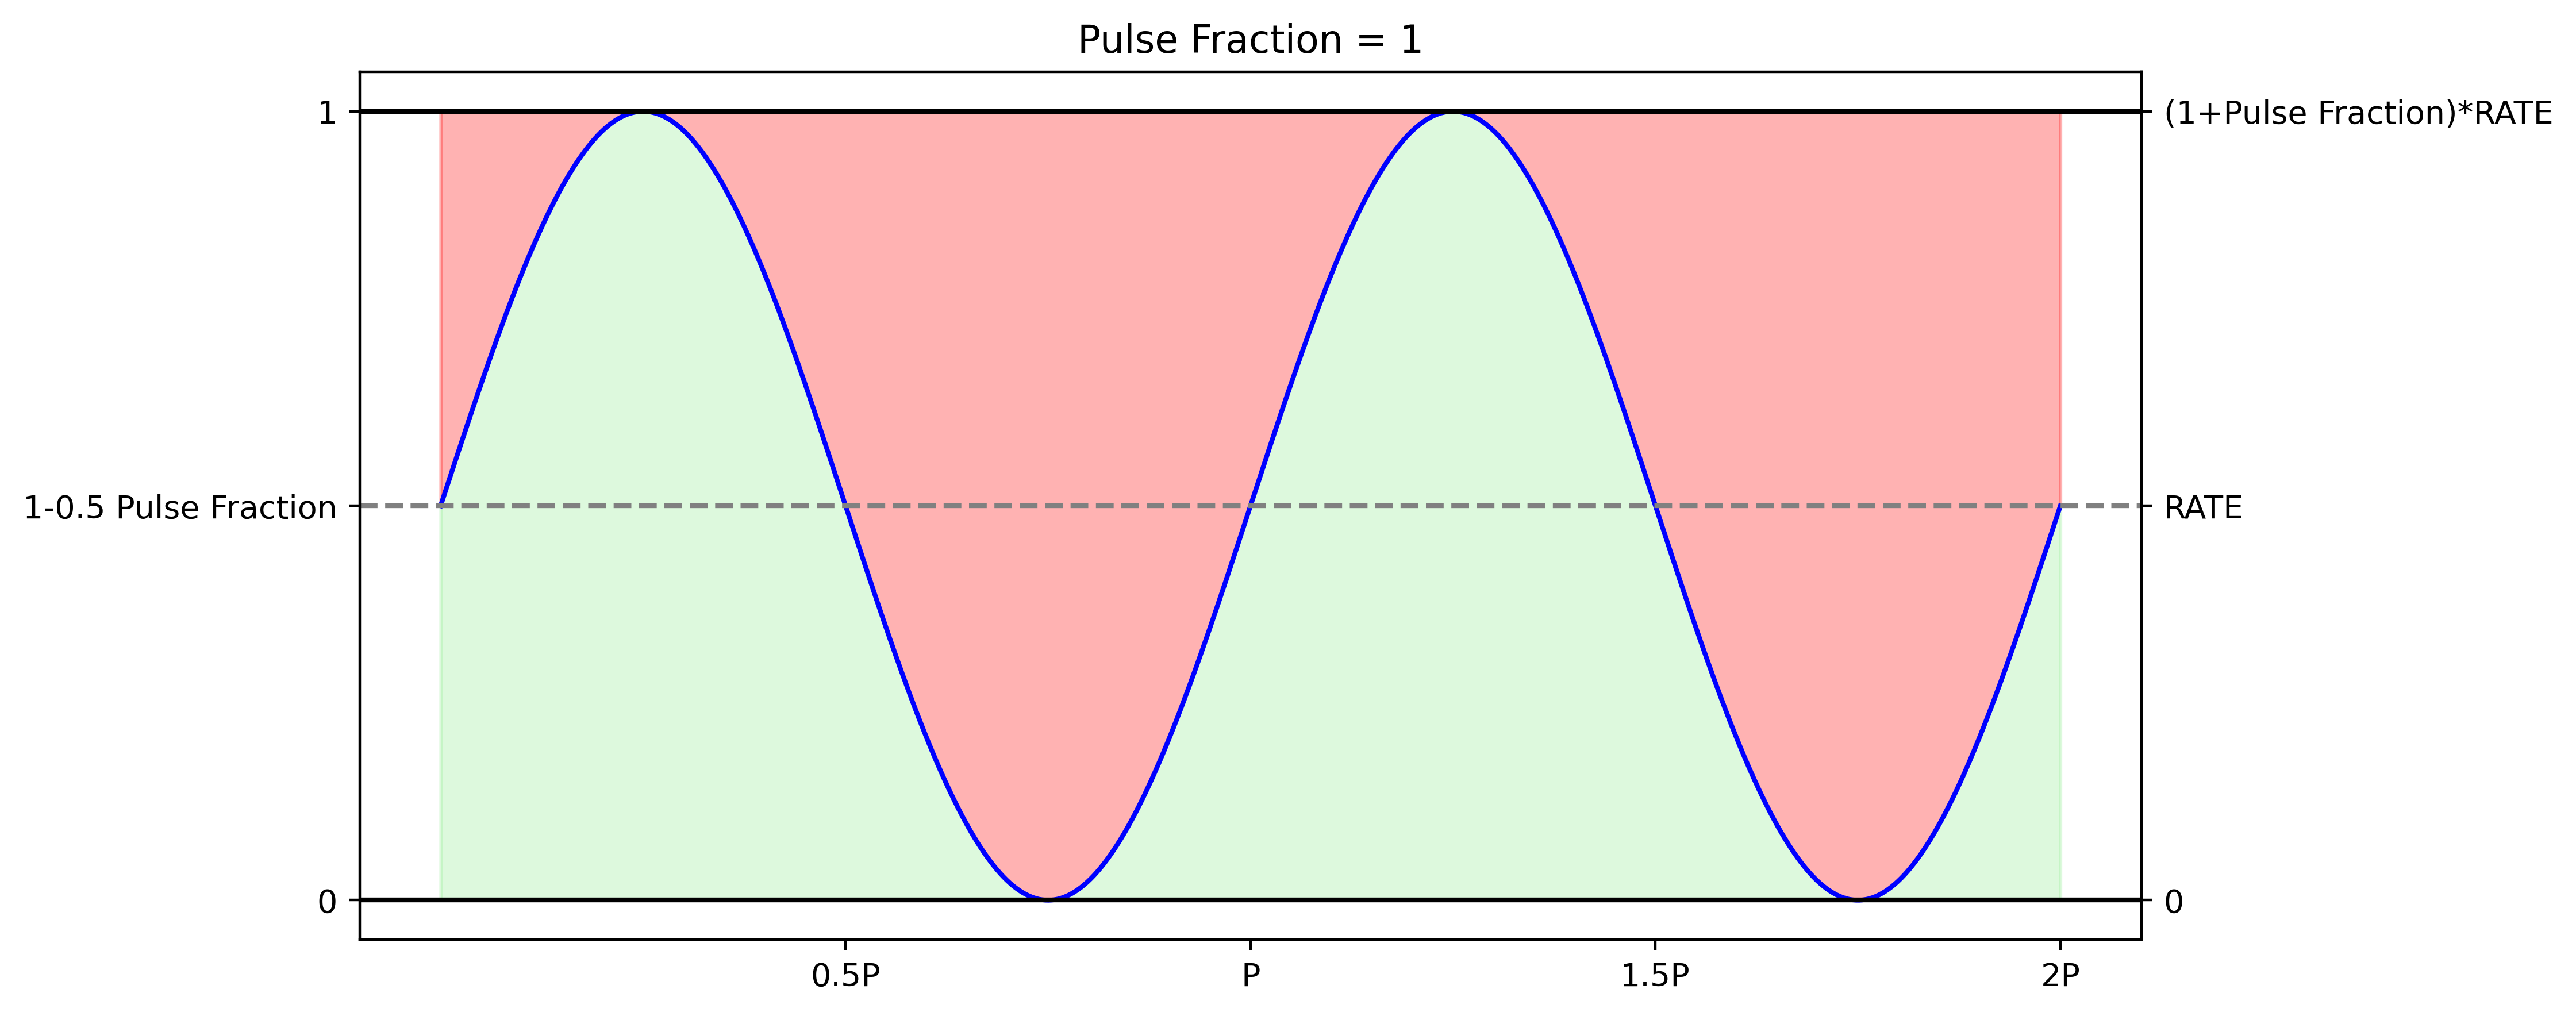 Pulse Fraction = 1
1
(1+Pulse Fraction)*RATE
1-0.5 Pulse Fraction
RATE
0
0
0.5P
P
1.5P
2P